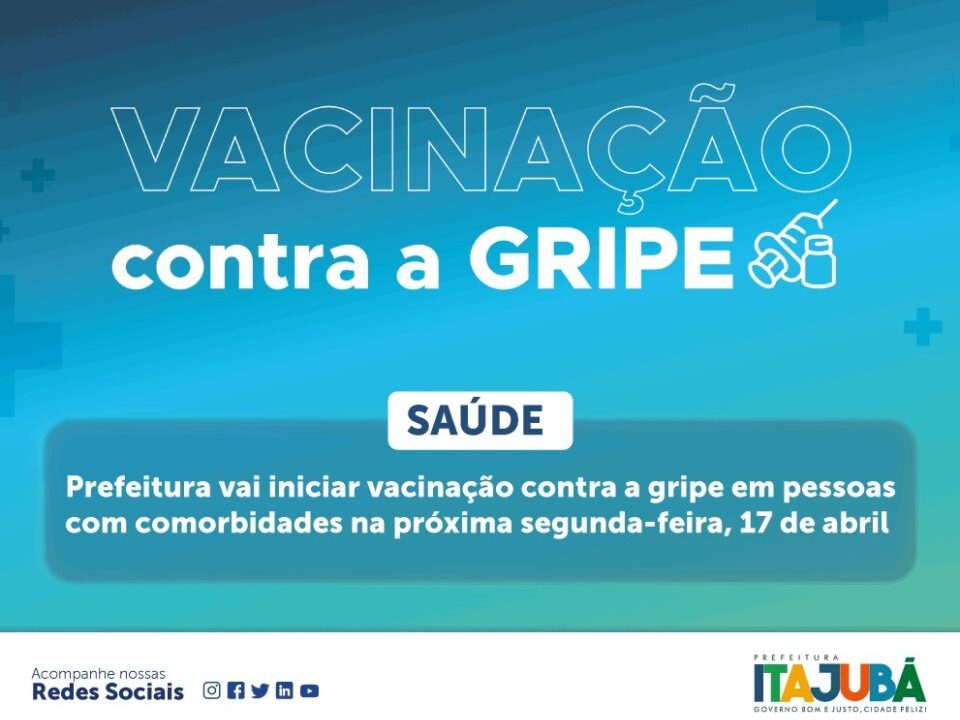 VACINAÇÃO
contra a GRIPE
SAÚDE
Prefeitura vai iniciar vacinação contra a gripe em pessoas
com comorbidades na próxima segunda-feira, 17 de abril
Acompanhe nossas
Redes Sociais
PREFEITURA
ITAJUBÁ
GOVERNO BOM E JUSTO, CIDADE FELIZ!